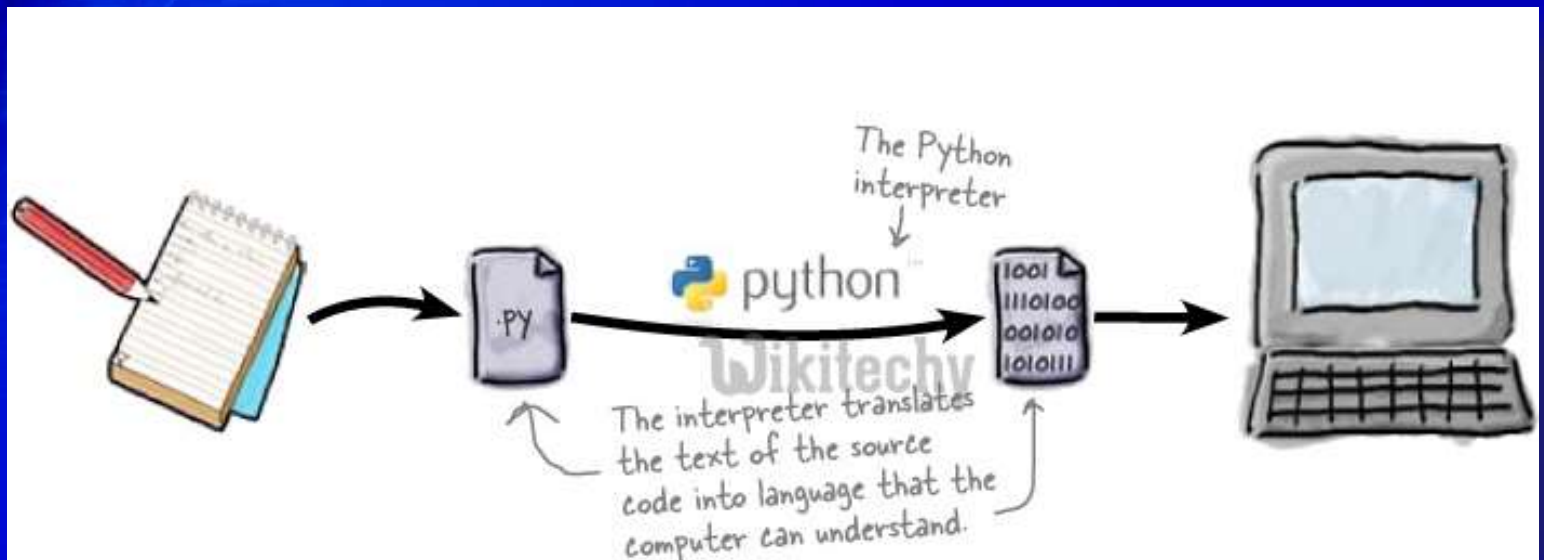 The Python
interpreter
python
.PY
1001
1110100
001010
1010111
Wikitechy
The interpreter translates
the text of the source
code into language that the
computer can understand.